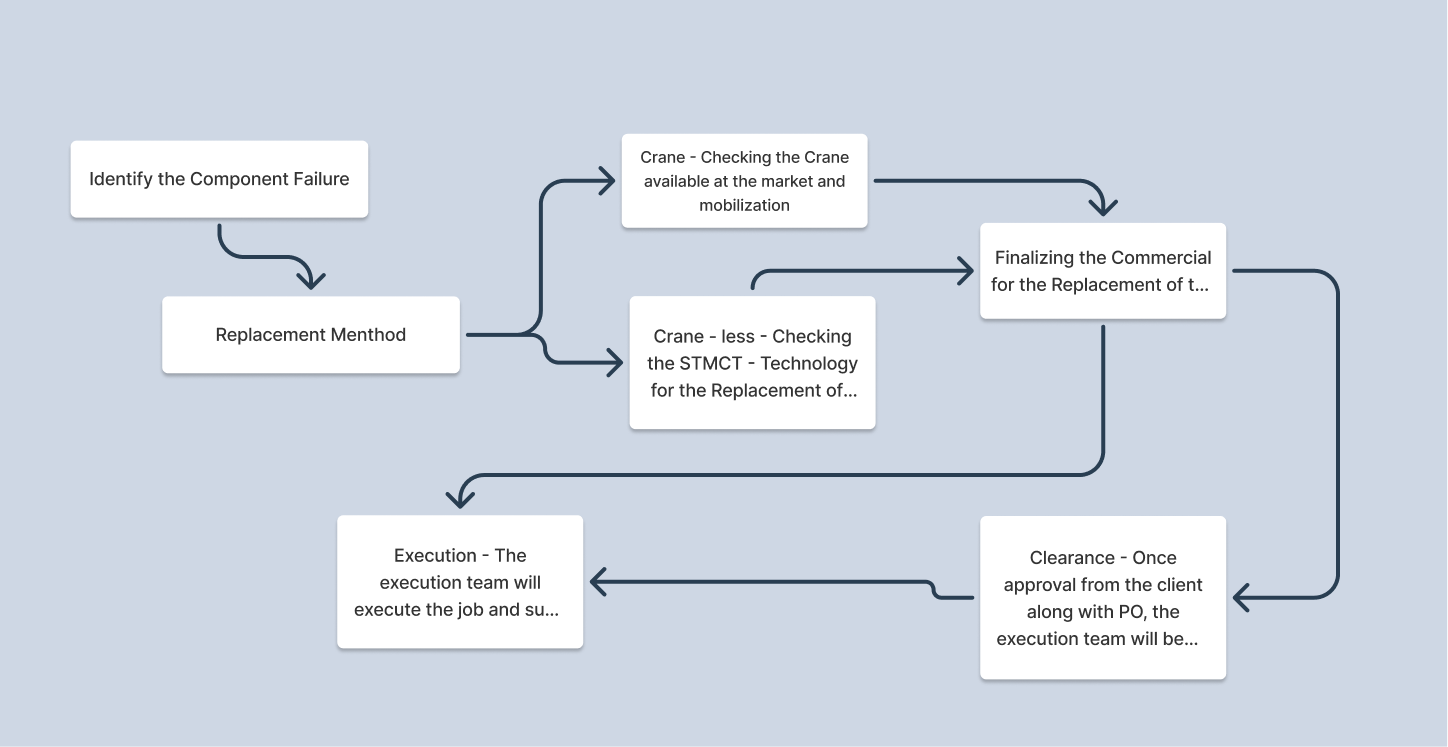 Identify the Component Failure
Replacement Menthod
Crane - Checking the Crane
available at the market and
mobilization
Crane - less - Checking
the STMCT - Technology
for the Replacement of...
Finalizing the Commercial
for the Replacement of t...
Execution - The
execution team will
execute the job and su...
Clearance - Once
approval from the client
along with PO, the
execution team will be...